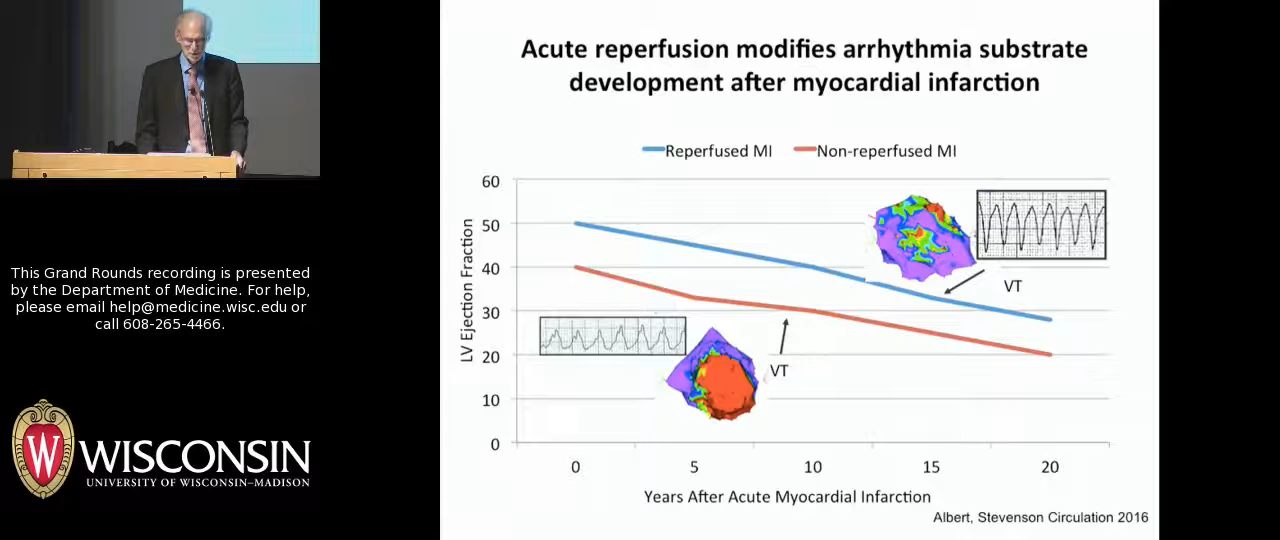 This Grand Rounds recording is presented
by the Department of Medicine. For help,
please email help@medicine.wisc.edu or
call 608-265-4466.
W
WISCONSIN
UNIVERSITY OF WISCONSIN–MADISON
Acute reperfusion modifies arrhythmia substrate
development after myocardial infarction
Reperfused MI
Non-reperfused MI
LV Ejection Fraction
60
50
40
30
20
10
0
VT
VT
0 5 10 15 20
Years After Acute Myocardial Infarction
Albert, Stevenson Circulation 2016